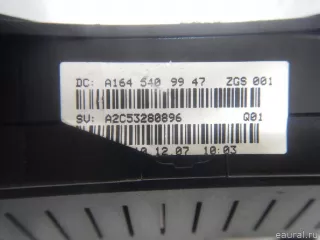 DC: A164 540 99 47 ZGS 001
SV: A2C53280896 Q01
12.07 10:03
© eaural.ru